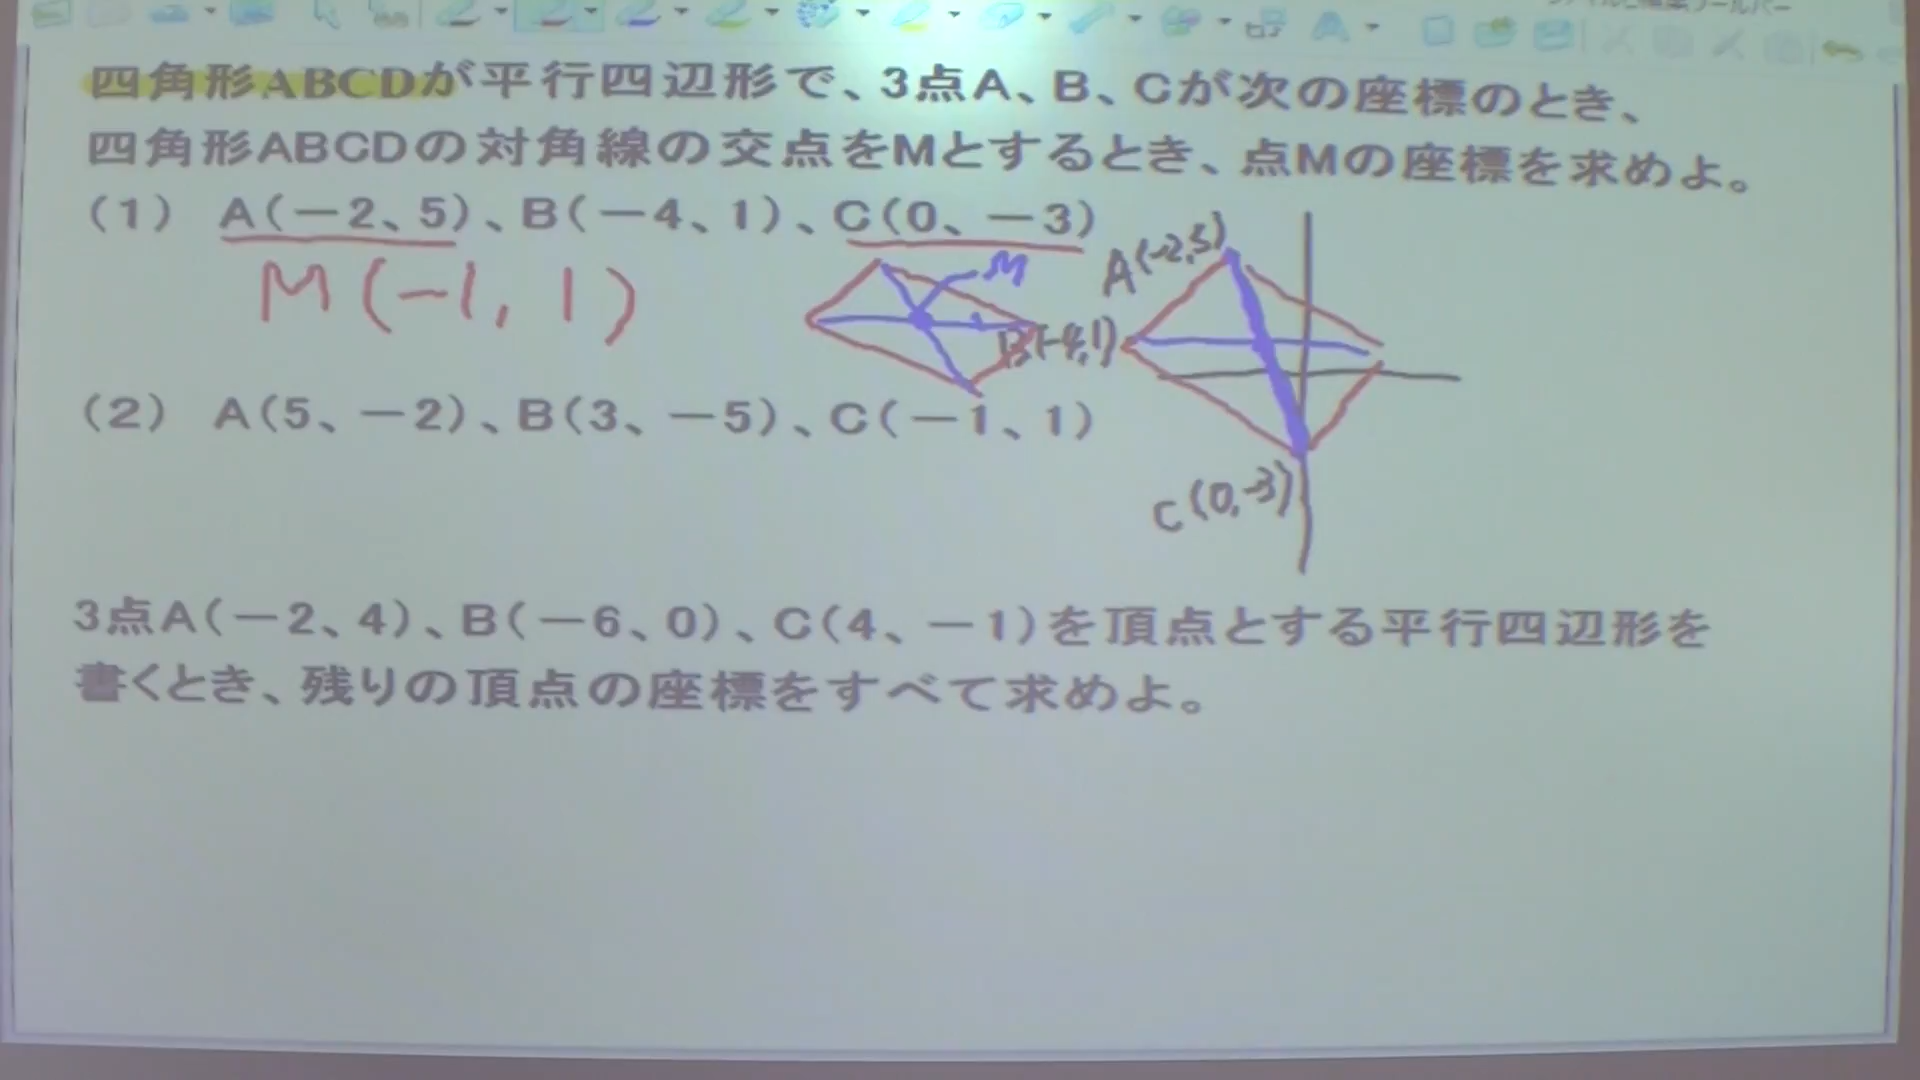 四角形ABCDが平行四辺形で、3点A、B、Cが次の座標のとき、
四角形ABCDの対角線の交点をMとするとき、点Mの座標を求めよ。
(1) A(－2、5)、B(－4、1)、C(0、－3)
M(-1, 1)
M
A(-2,5)
B(-4,1)
C(0,-3)
(2) A(5、－2)、B(3、－5)、C(－1、1)
3点A(－2、4)、B(－6、0)、C(4、－1)を頂点とする平行四辺形を
書くとき、残りの頂点の座標をすべて求めよ。